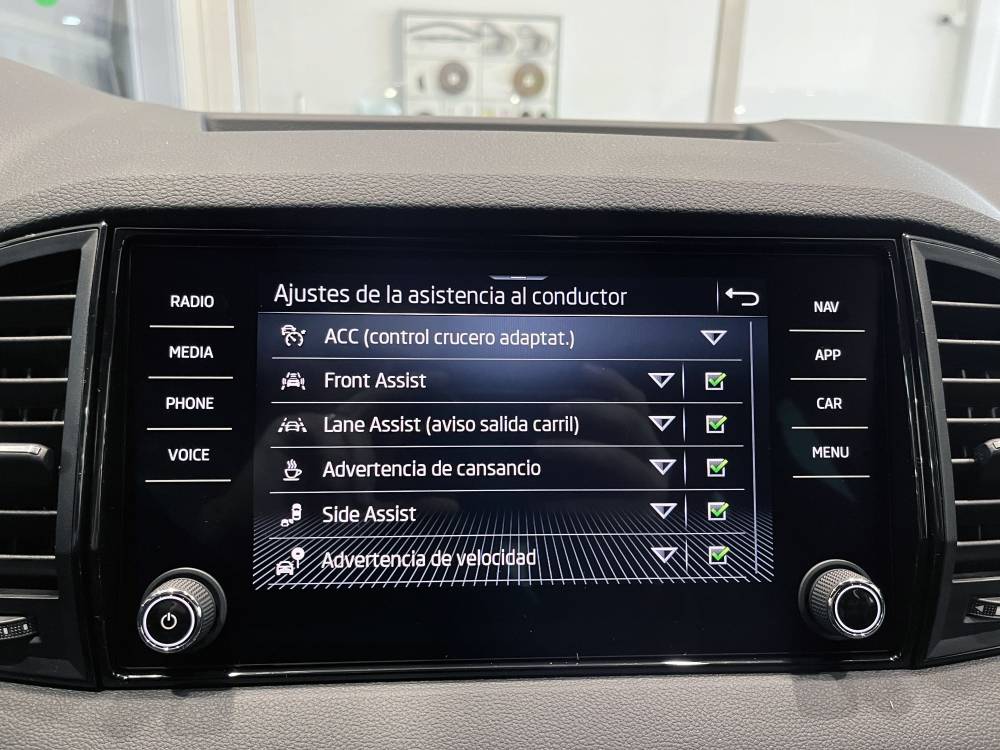 RADIO
MEDIA
PHONE
VOICE
Ajustes de la asistencia al conductor
ACC (control crucero adaptat.)
Front Assist
Lane Assist (aviso salida carril)
Advertencia de cansancio
Side Assist
Advertencia de velocidad
NAV
APP
CAR
MENU